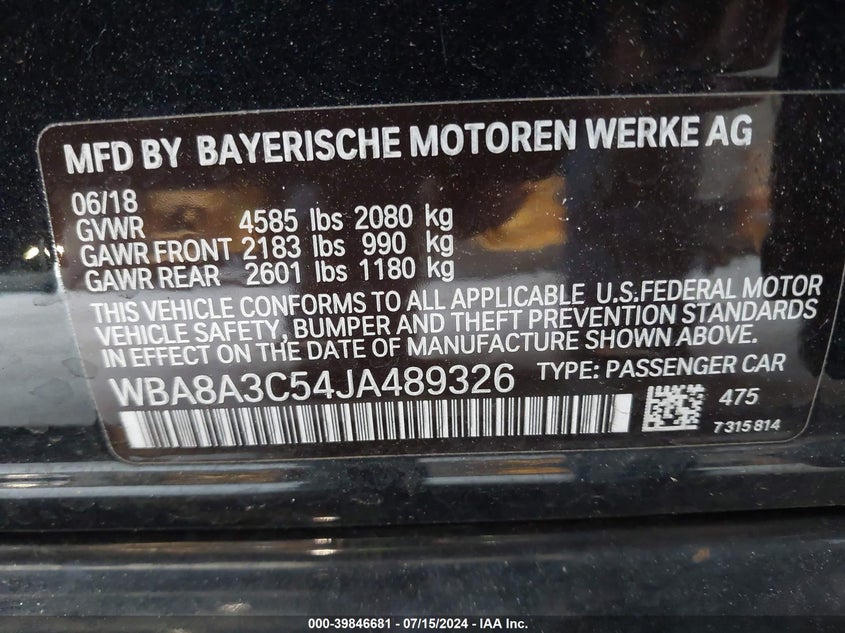 MFD BY BAYERISCHE MOTOREN WERKE AG
06/18
GVWR 4585 lbs 2080 kg
GAWR FRONT 2183 lbs 990 kg
GAWR REAR 2601 lbs 1180 kg
THIS VEHICLE CONFORMS TO ALL APPLICABLE U.S.FEDERAL MOTOR
VEHICLE SAFETY, BUMPER AND THEFT PREVENTION STANDARDS
IN EFFECT ON THE DATE OF MANUFACTURE SHOWN ABOVE.
WBA8A3C54JA489326 TYPE: PASSENGER CAR
475
7315814
000-39846681 - 07/15/2024 - IAA Inc.